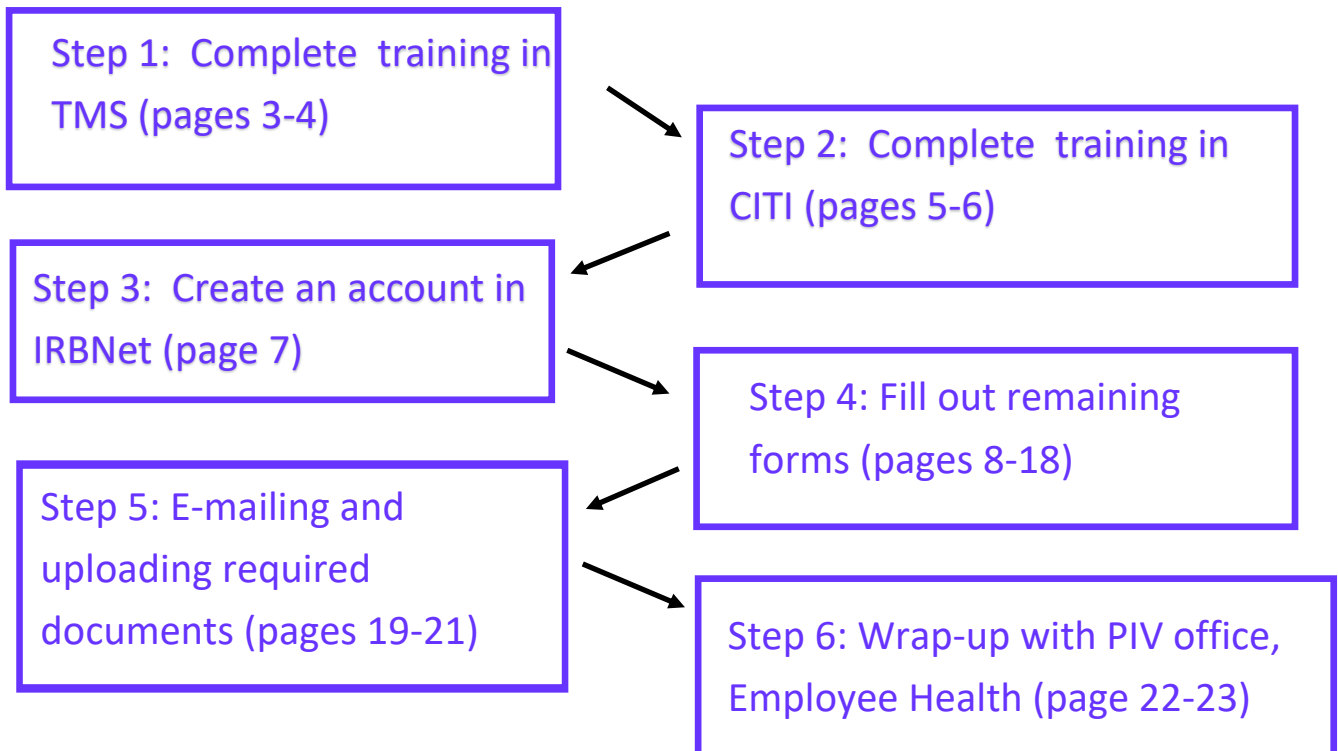 Step 1:  Complete  training in
TMS (pages 3-4)
Step 2:  Complete  training in
CITI (pages 5-6)
Step 3:  Create an account in
IRBNet (page 7)
Step 4: Fill out remaining
forms (pages 8-18)
Step 5: E-mailing and
uploading required
documents (pages 19-21)
Step 6: Wrap-up with PIV office,
Employee Health (page 22-23)